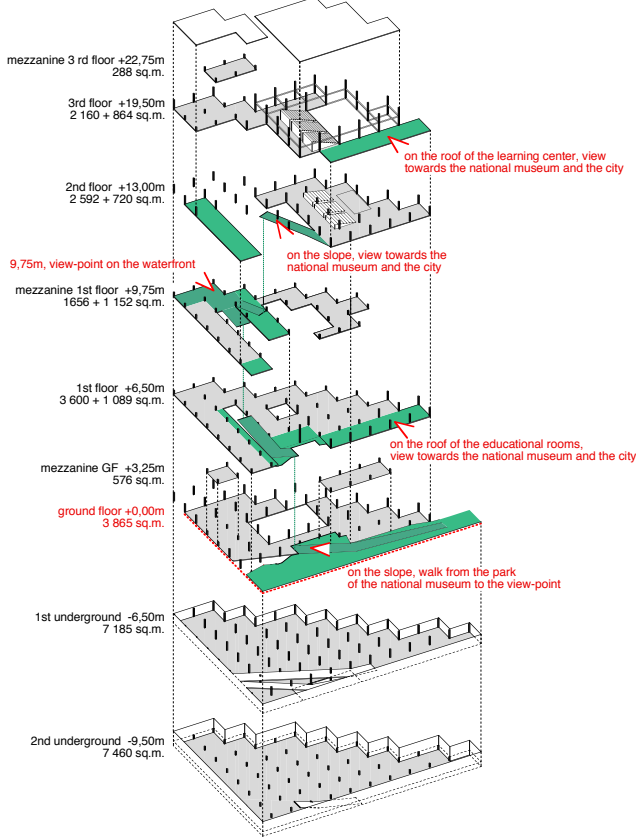 mezzanine 3 rd floor +22,75m
288 sq.m.
3rd floor +19,50m
2 160 + 864 sq.m.
on the roof of the learning center, view
towards the national museum and the city
2nd floor +13,00m
2 592 + 720 sq.m.
on the slope, view towards the
national museum and the city
9,75m, view-point on the waterfront
mezzanine 1st floor +9,75m
1656 + 1 152 sq.m.
1st floor +6,50m
3 600 + 1 089 sq.m.
on the roof of the educational rooms,
view towards the national museum and the city
mezzanine GF +3,25m
576 sq.m.
ground floor +0,00m
3 865 sq.m.
on the slope, walk from the park
of the national museum to the view-point
1st underground -6,50m
7 185 sq.m.
2nd underground -9,50m
7 460 sq.m.